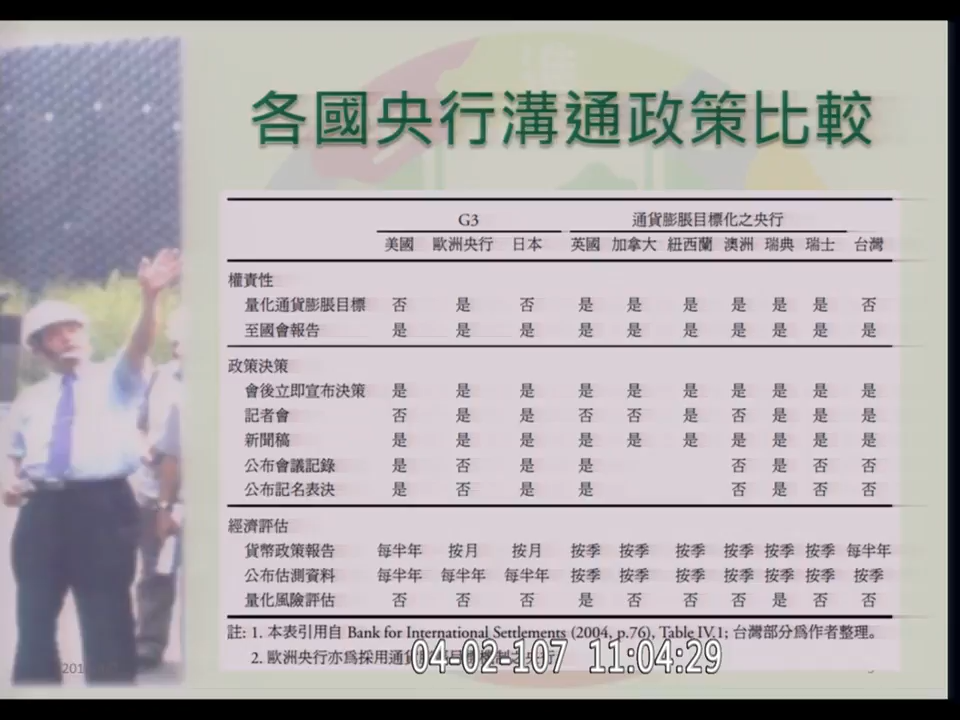 各國央行溝通政策比較
G3 通貨膨脹目標化之央行
美國 歐洲央行 日本 英國 加拿大 紐西蘭 澳洲 瑞典 瑞士 台灣
權責性
量化通貨膨脹目標 否 是 否 是 是 是 是 是 是 否
至國會報告 是 是 是 是 是 是 是 是 是 是
政策決策
會後立即宣布決策 是 是 是 是 是 是 是 是 是 是
記者會 否 是 是 否 否 是 否 是 是 是
新聞稿 是 是 是 是 是 是 是 是 是 是
公布會議記錄 是 否 是 是 否 是 否 否
公布記名表決 是 否 是 是 否 是 否 否
經濟評估
貨幣政策報告 每半年 按月 按月 按季 按季 按季 按季 按季 按季 每半年
公布估測資料 每半年 每半年 每半年 按季 按季 按季 按季 按季 按季 按季
量化風險評估 否 否 否 是 否 否 否 是 否 否
註: 1. 本表引用自 Bank for International Settlements (2004, p.76), Table IV.1; 台灣部分為作者整理。
2. 歐洲央行亦為採用通貨
04-02-107 11:04:29